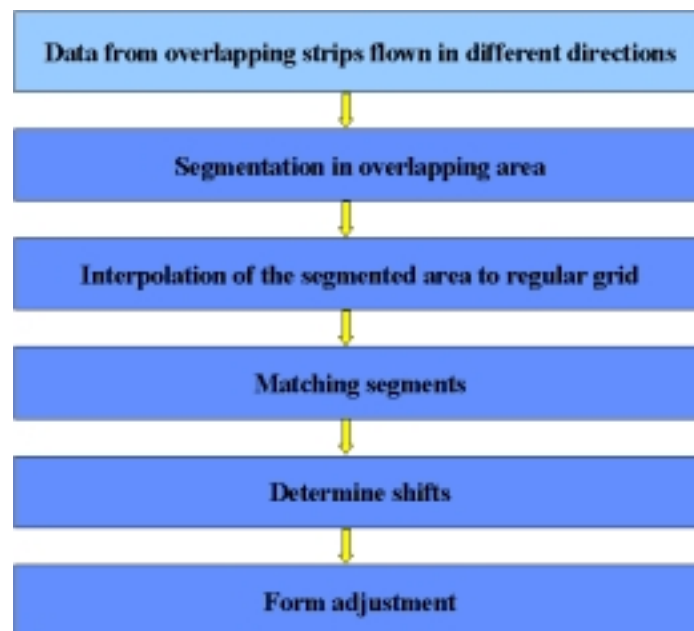 Data from overlapping strips flown in different directions
Segmentation in overlapping area
Interpolation of the segmented area to regular grid
Matching segments
Determine shifts
Form adjustment